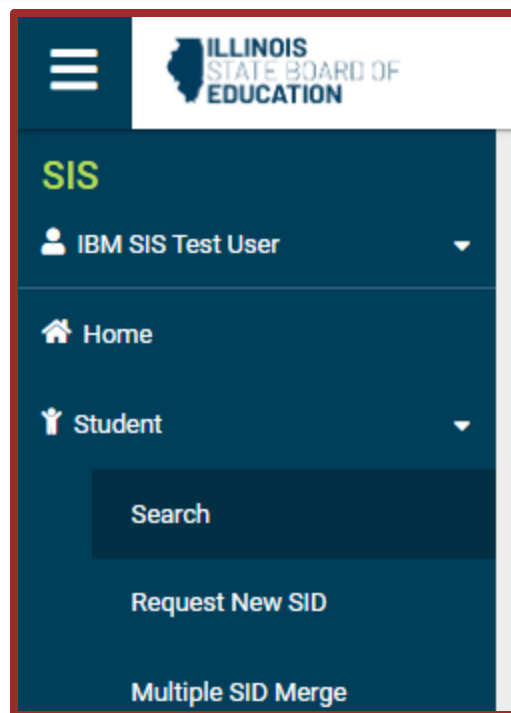 ILLINOIS
STATE BOARD OF
EDUCATION
SIS
IBM SIS Test User
Home
Student
Search
Request New SID
Multiple SID Merge